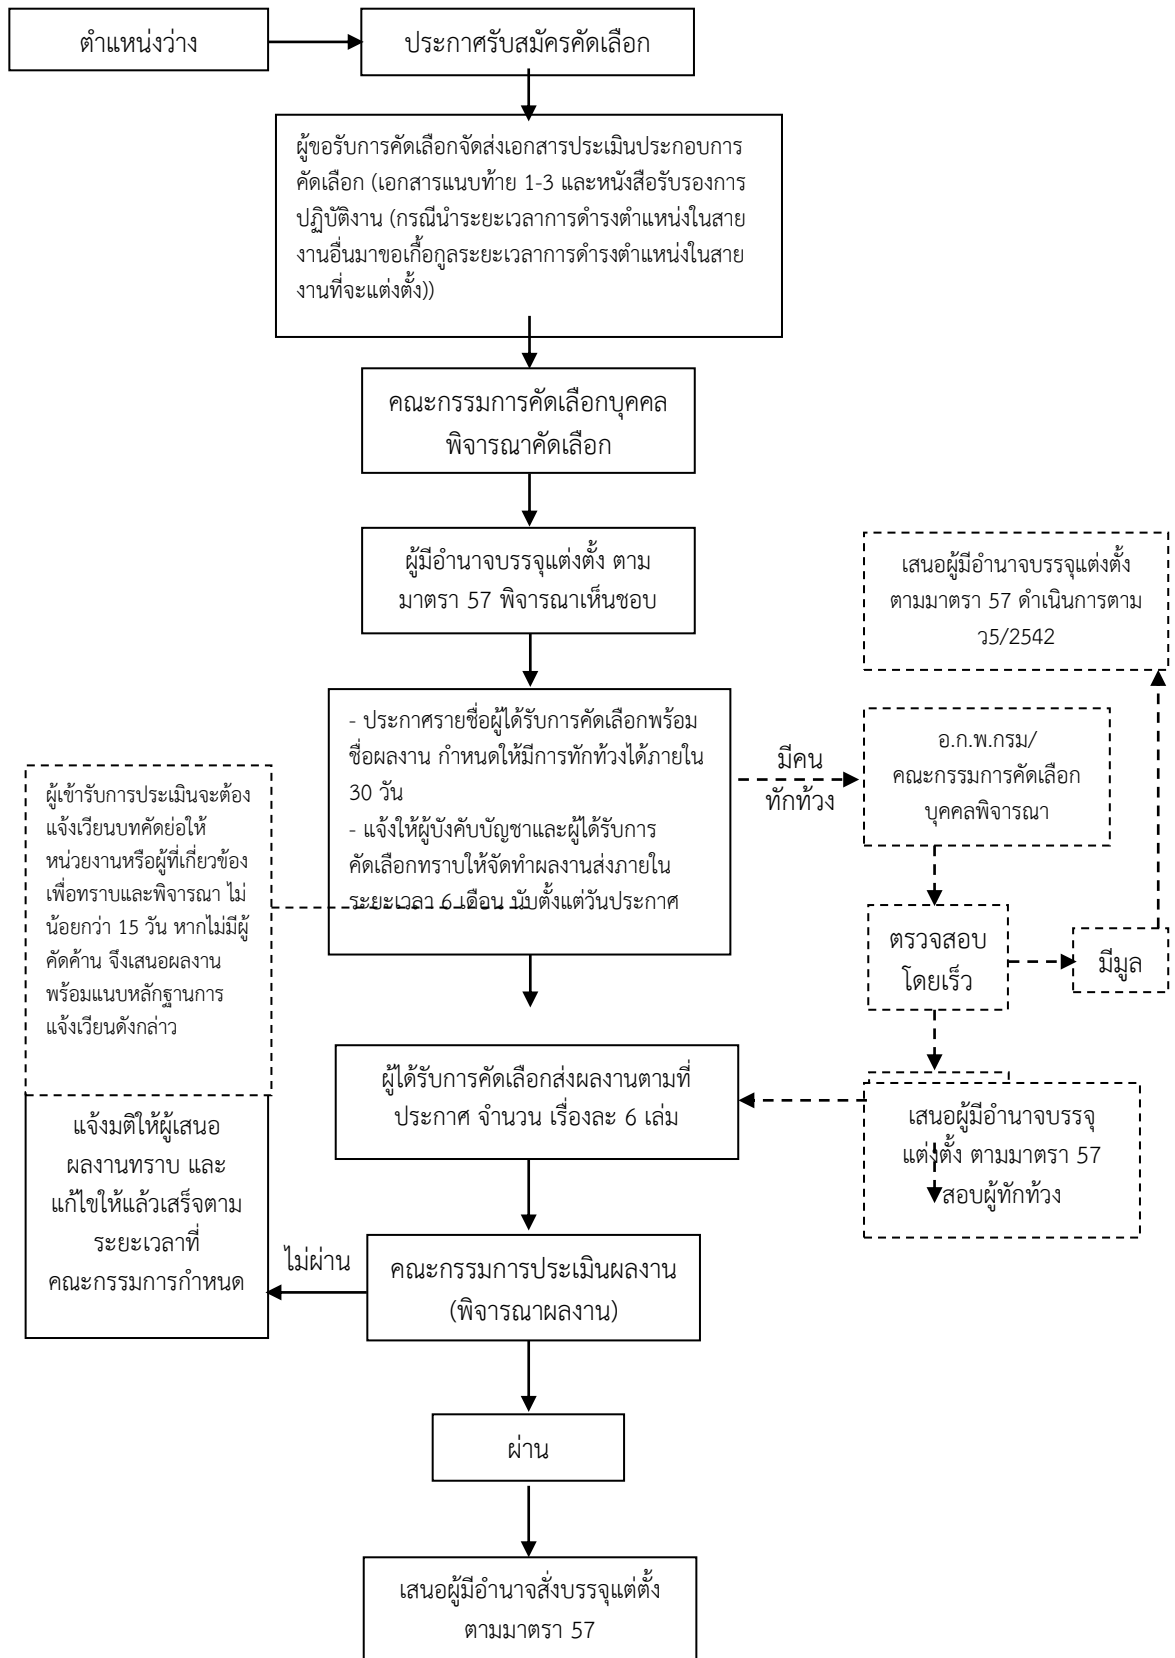 ตำแหน่งว่าง
ประกาศรับสมัครคัดเลือก
ผู้ขอรับการคัดเลือกจัดส่งเอกสารประเมินประกอบการ
คัดเลือก (เอกสารแนบท้าย 1-3 และหนังสือรับรองการ
ปฏิบัติงาน (กรณีนำระยะเวลาการดำรงตำแหน่งในสาย
งานอื่นมาขอเกื้อกูลระยะเวลาการดำรงตำแหน่งในสาย
งานที่จะแต่งตั้ง))
คณะกรรมการคัดเลือกบุคคล
พิจารณาคัดเลือก
ผู้มีอำนาจบรรจุแต่งตั้ง ตาม
มาตรา 57 พิจารณาเห็นชอบ
เสนอผู้มีอำนาจบรรจุแต่งตั้ง
ตามมาตรา 57 ดำเนินการตาม
ว5/2542
- ประกาศรายชื่อผู้ได้รับการคัดเลือกพร้อม
ชื่อผลงาน กำหนดให้มีการทักท้วงได้ภายใน
30 วัน
- แจ้งให้ผู้บังคับบัญชาและผู้ได้รับการ
คัดเลือกทราบให้จัดทำผลงานส่งภายใน
ระยะเวลา 6 เดือน นับตั้งแต่วันประกาศ
มีคน
ทักท้วง
อ.ก.พ.กรม/
คณะกรรมการคัดเลือก
บุคคลพิจารณา
ผู้เข้ารับการประเมินจะต้อง
แจ้งเวียนบทคัดย่อให้
หน่วยงานหรือผู้ที่เกี่ยวข้อง
เพื่อทราบและพิจารณา ไม่
น้อยกว่า 15 วัน หากไม่มีผู้
คัดค้าน จึงเสนอผลงาน
พร้อมแนบหลักฐานการ
แจ้งเวียนดังกล่าว
ตรวจสอบ
โดยเร็ว
มีมูล
ผู้ได้รับการคัดเลือกส่งผลงานตามที่
ประกาศ จำนวน เรื่องละ 6 เล่ม
เสนอผู้มีอำนาจบรรจุ
แต่งตั้ง ตามมาตรา 57
สอบผู้ทักท้วง
แจ้งมติให้ผู้เสนอ
ผลงานทราบ และ
แก้ไขให้แล้วเสร็จตาม
ระยะเวลาที่
คณะกรรมการกำหนด
ไม่ผ่าน
คณะกรรมการประเมินผลงาน
(พิจารณาผลงาน)
ผ่าน
เสนอผู้มีอำนาจสั่งบรรจุแต่ตั้ง
ตามมาตรา 57